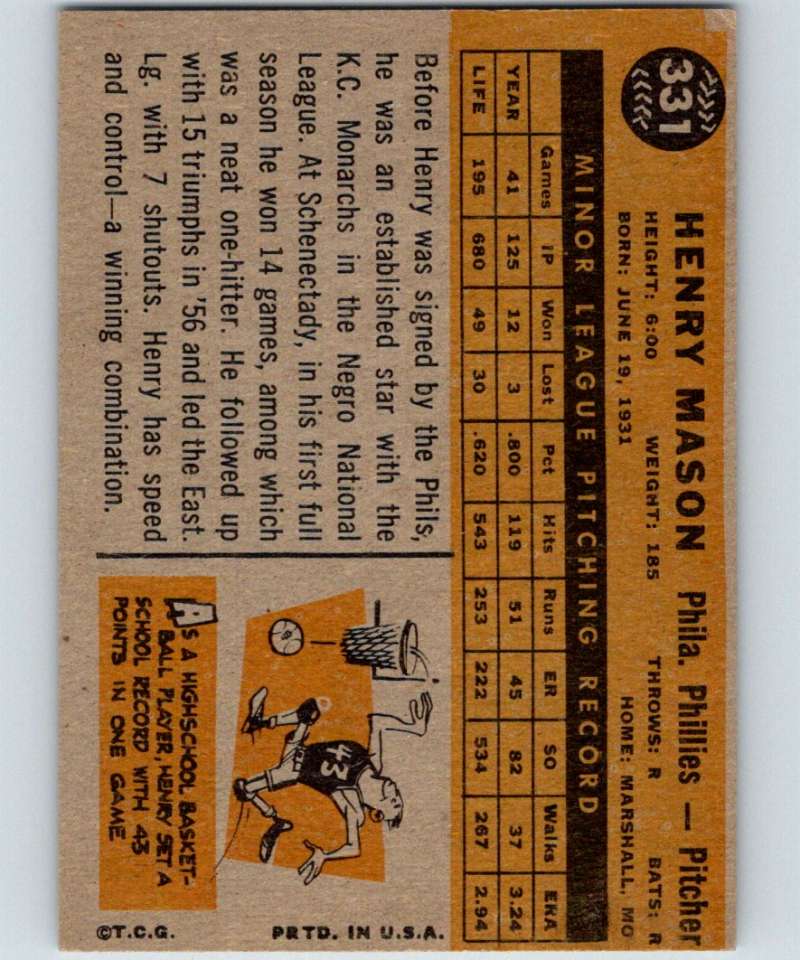 331
HENRY MASON Phila. Phillies — Pitcher
HEIGHT: 6:00 WEIGHT: 185 THROWS: R BATS: R
BORN: JUNE 19, 1931 HOME: MARSHALL, MO
MINOR LEAGUE PITCHING RECORD
Games IP Won Lost Pct Hits Runs ER SO Walks ERA
YEAR 41 125 12 3 .800 119 51 45 82 37 3.24
LIFE 195 680 49 30 .620 543 253 222 534 267 2.94
Before Henry was signed by the Phils,
he was an established star with the
K.C. Monarchs in the Negro National
League. At Schenectady, in his first full
season he won 14 games, among which
was a neat one-hitter. He followed up
with 15 triumphs in '56 and led the East.
Lg. with 7 shutouts. Henry has speed
and control—a winning combination.
43
AS A HIGHSCHOOL BASKET-
BALL PLAYER, HENRY SET A
SCHOOL RECORD WITH 43
POINTS IN ONE GAME
©T.C.G. PRTD. IN U.S.A.